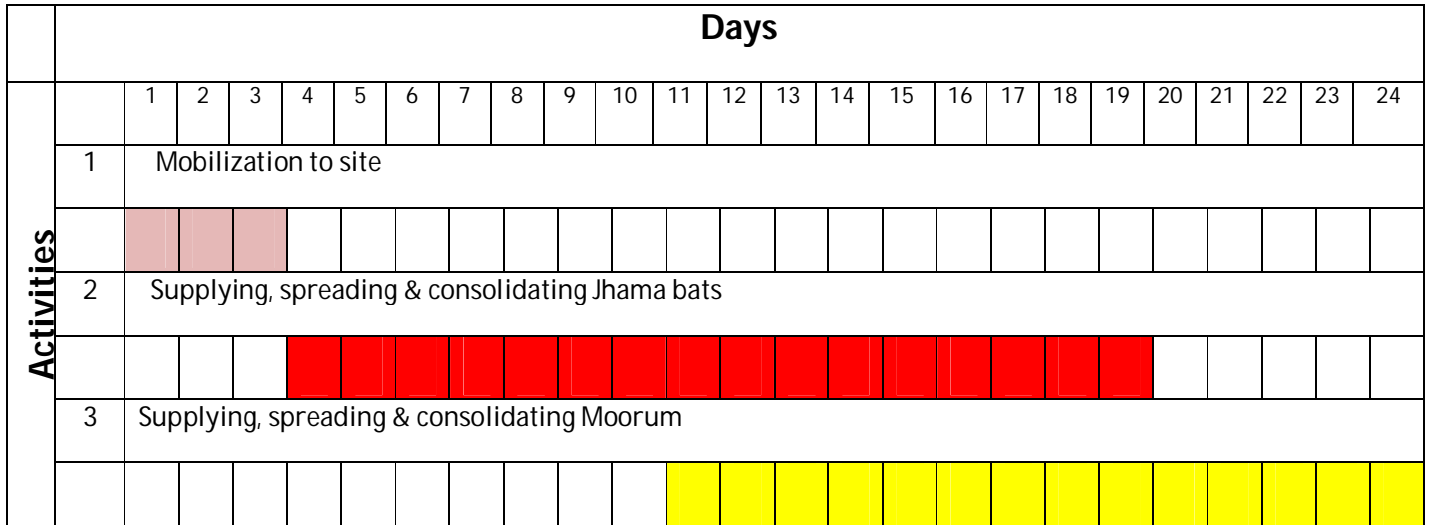 Days
1 2 3 4 5 6 7 8 9 10 11 12 13 14 15 16 17 18 19 20 21 22 23 24
Activities
1 Mobilization to site
2 Supplying, spreading & consolidating Jhama bats
3 Supplying, spreading & consolidating Moorum